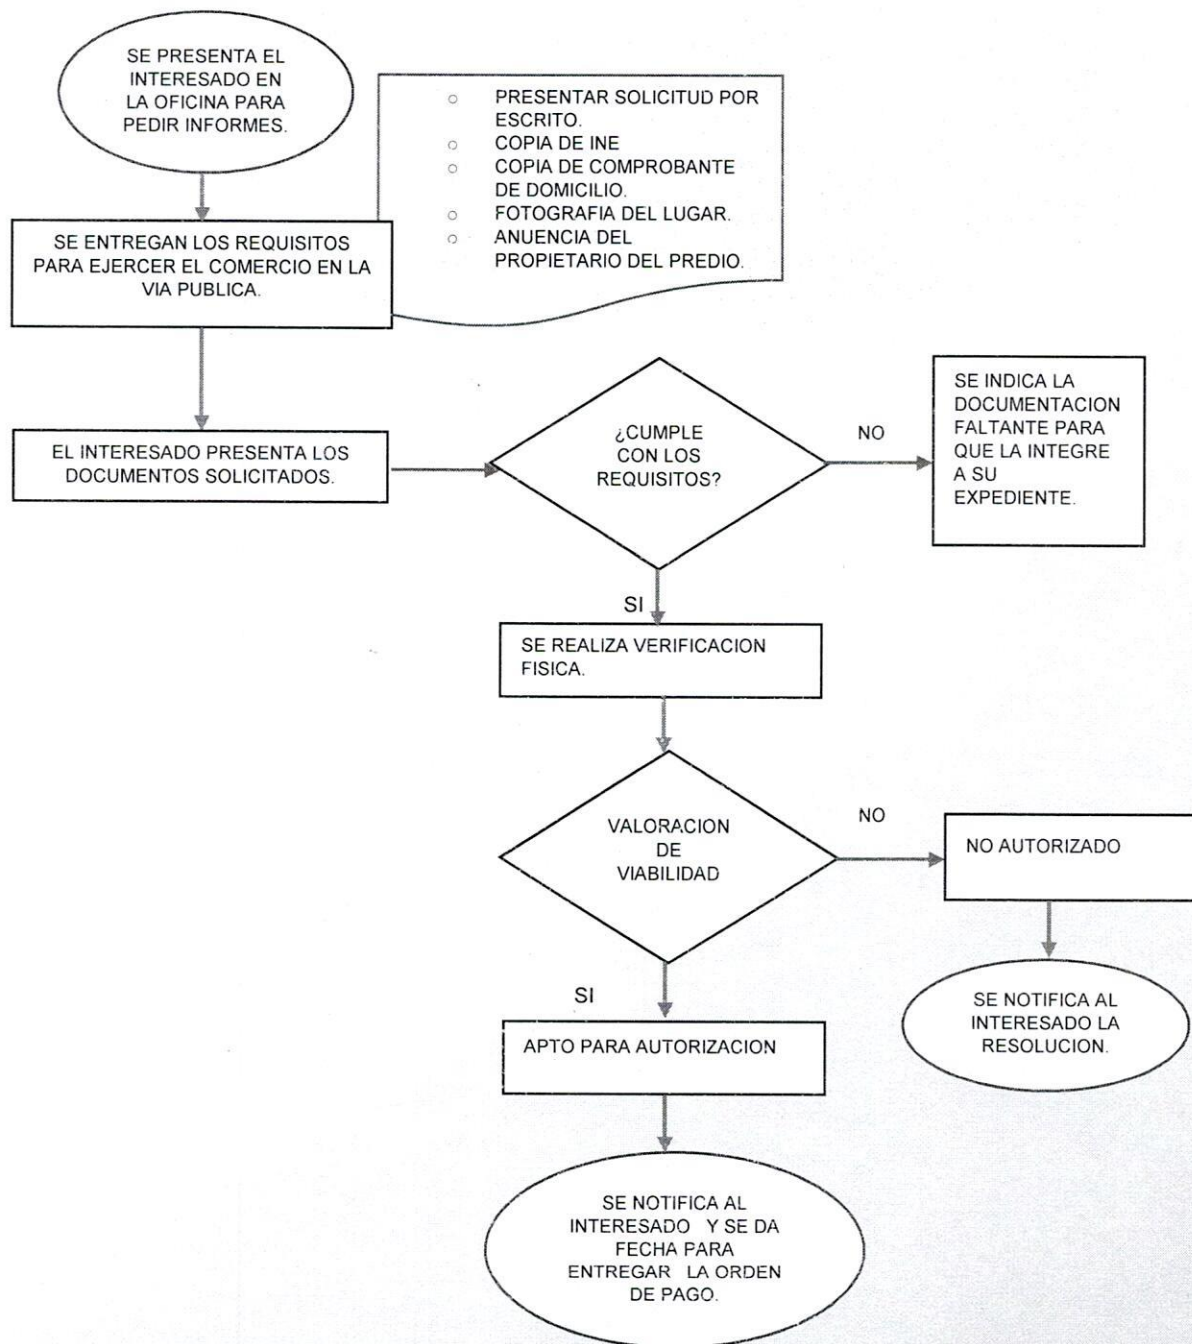 SE PRESENTA EL
INTERESADO EN
LA OFICINA PARA
PEDIR INFORMES.
○ PRESENTAR SOLICITUD POR
ESCRITO.
○ COPIA DE INE
○ COPIA DE COMPROBANTE
DE DOMICILIO.
○ FOTOGRAFIA DEL LUGAR.
○ ANUENCIA DEL
PROPIETARIO DEL PREDIO.
SE ENTREGAN LOS REQUISITOS
PARA EJERCER EL COMERCIO EN LA
VIA PUBLICA.
EL INTERESADO PRESENTA LOS
DOCUMENTOS SOLICITADOS.
¿CUMPLE
CON LOS
REQUISITOS?
NO
SE INDICA LA
DOCUMENTACION
FALTANTE PARA
QUE LA INTEGRE
A SU
EXPEDIENTE.
SI
SE REALIZA VERIFICACION
FISICA.
VALORACION
DE
VIABILIDAD
NO
NO AUTORIZADO
SE NOTIFICA AL
INTERESADO LA
RESOLUCION.
SI
APTO PARA AUTORIZACION
SE NOTIFICA AL
INTERESADO Y SE DA
FECHA PARA
ENTREGAR LA ORDEN
DE PAGO.